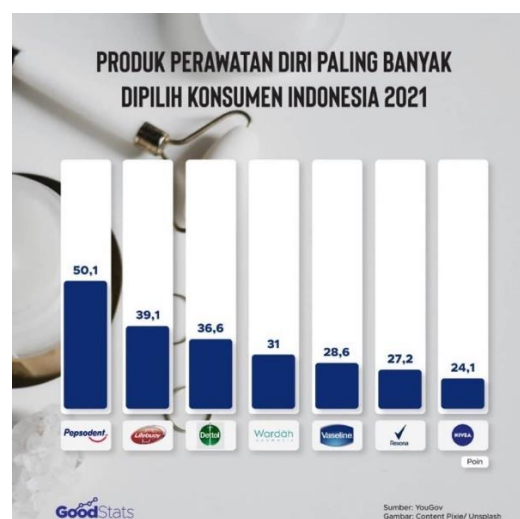 PRODUK PERAWATAN DIRI PALING BANYAK
DIPILIH KONSUMEN INDONESIA 2021
50,1
39,1
36,6
31
28,6
27,2
24,1
Pepsodent
Lifebuoy
Dettol
Wardah
Vaseline
Rexona
NIVEA
Poin
GoodStats
Sumber: YouGov
Gambar: Content Pixie/ Unsplash